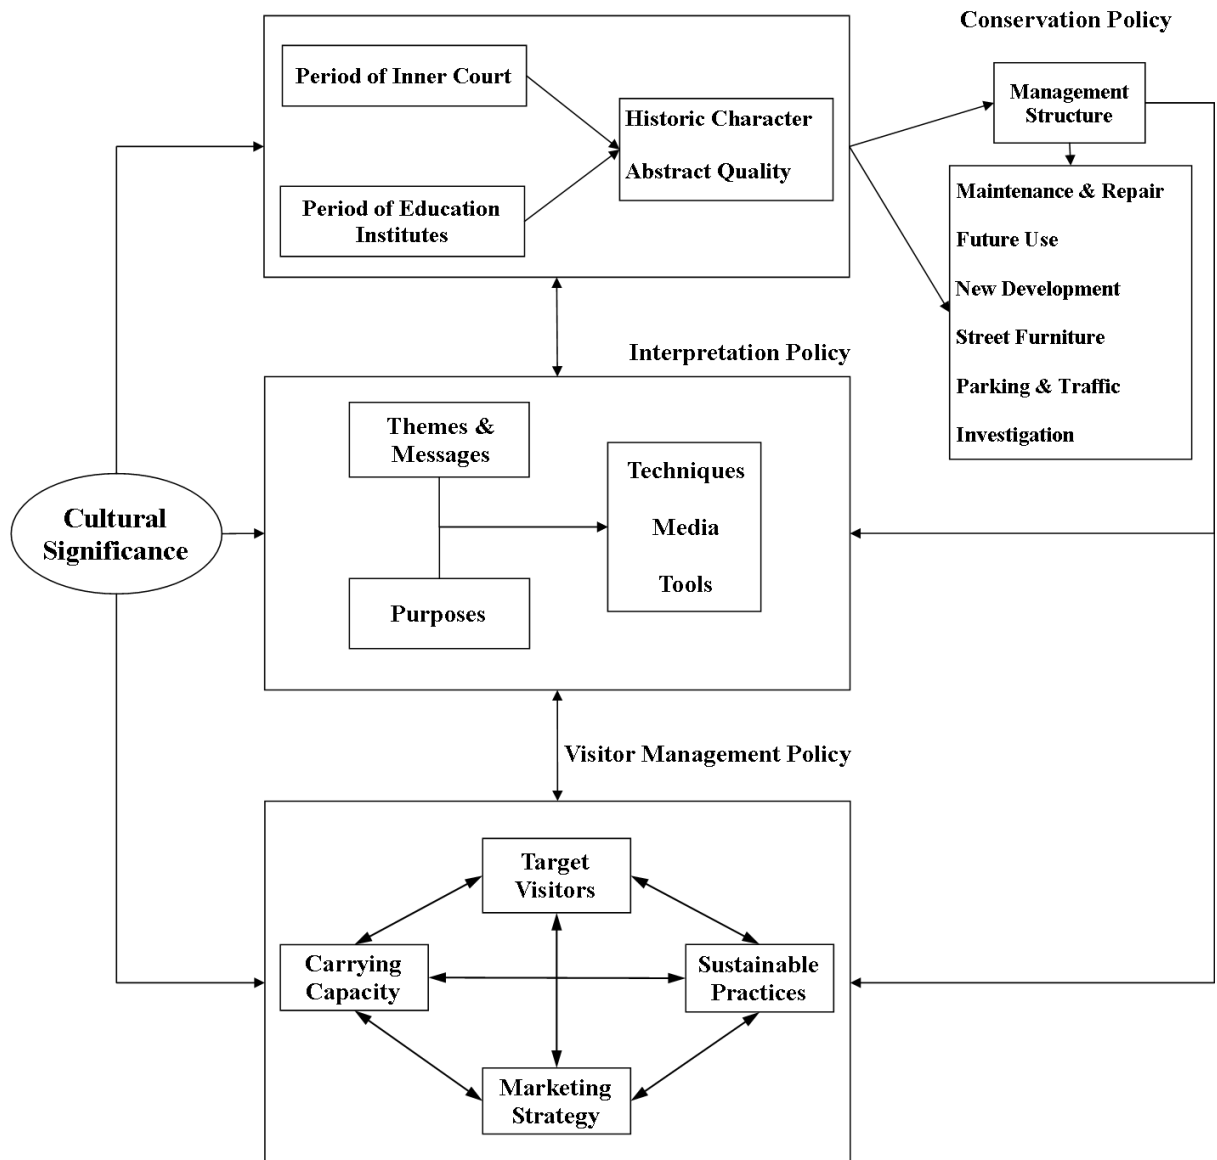 Conservation Policy
Period of Inner Court
Historic Character
Abstract Quality
Period of Education
Institutes
Management
Structure
Maintenance & Repair
Future Use
New Development
Street Furniture
Parking & Traffic
Investigation
Interpretation Policy
Themes &
Messages
Techniques
Media
Tools
Purposes
Cultural
Significance
Visitor Management Policy
Target
Visitors
Carrying
Capacity
Sustainable
Practices
Marketing
Strategy